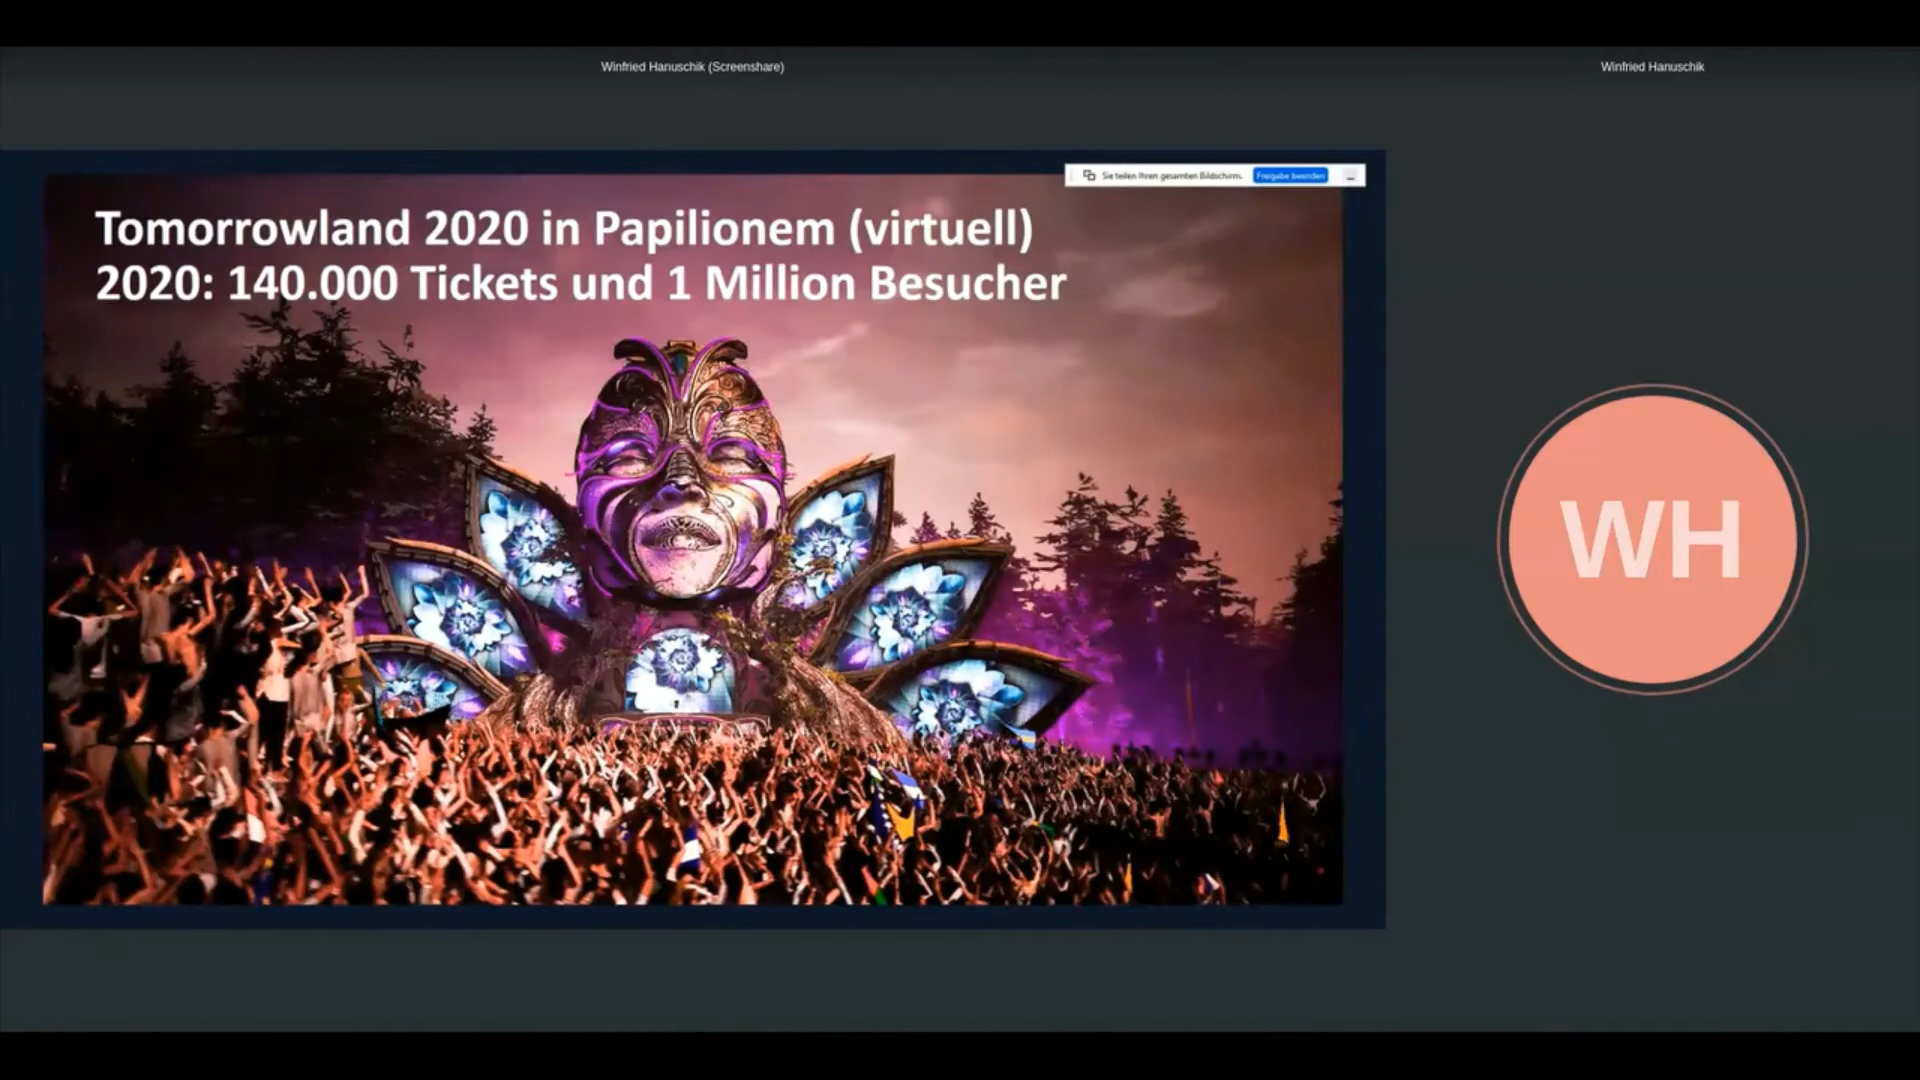 Winfried Hanuschik (Screenshare)
Winfried Hanuschik
Sie teilen Ihren gesamten Bildschirm.
Freigabe beenden
Tomorrowland 2020 in Papilionem (virtuell)
2020: 140.000 Tickets und 1 Million Besucher
WH